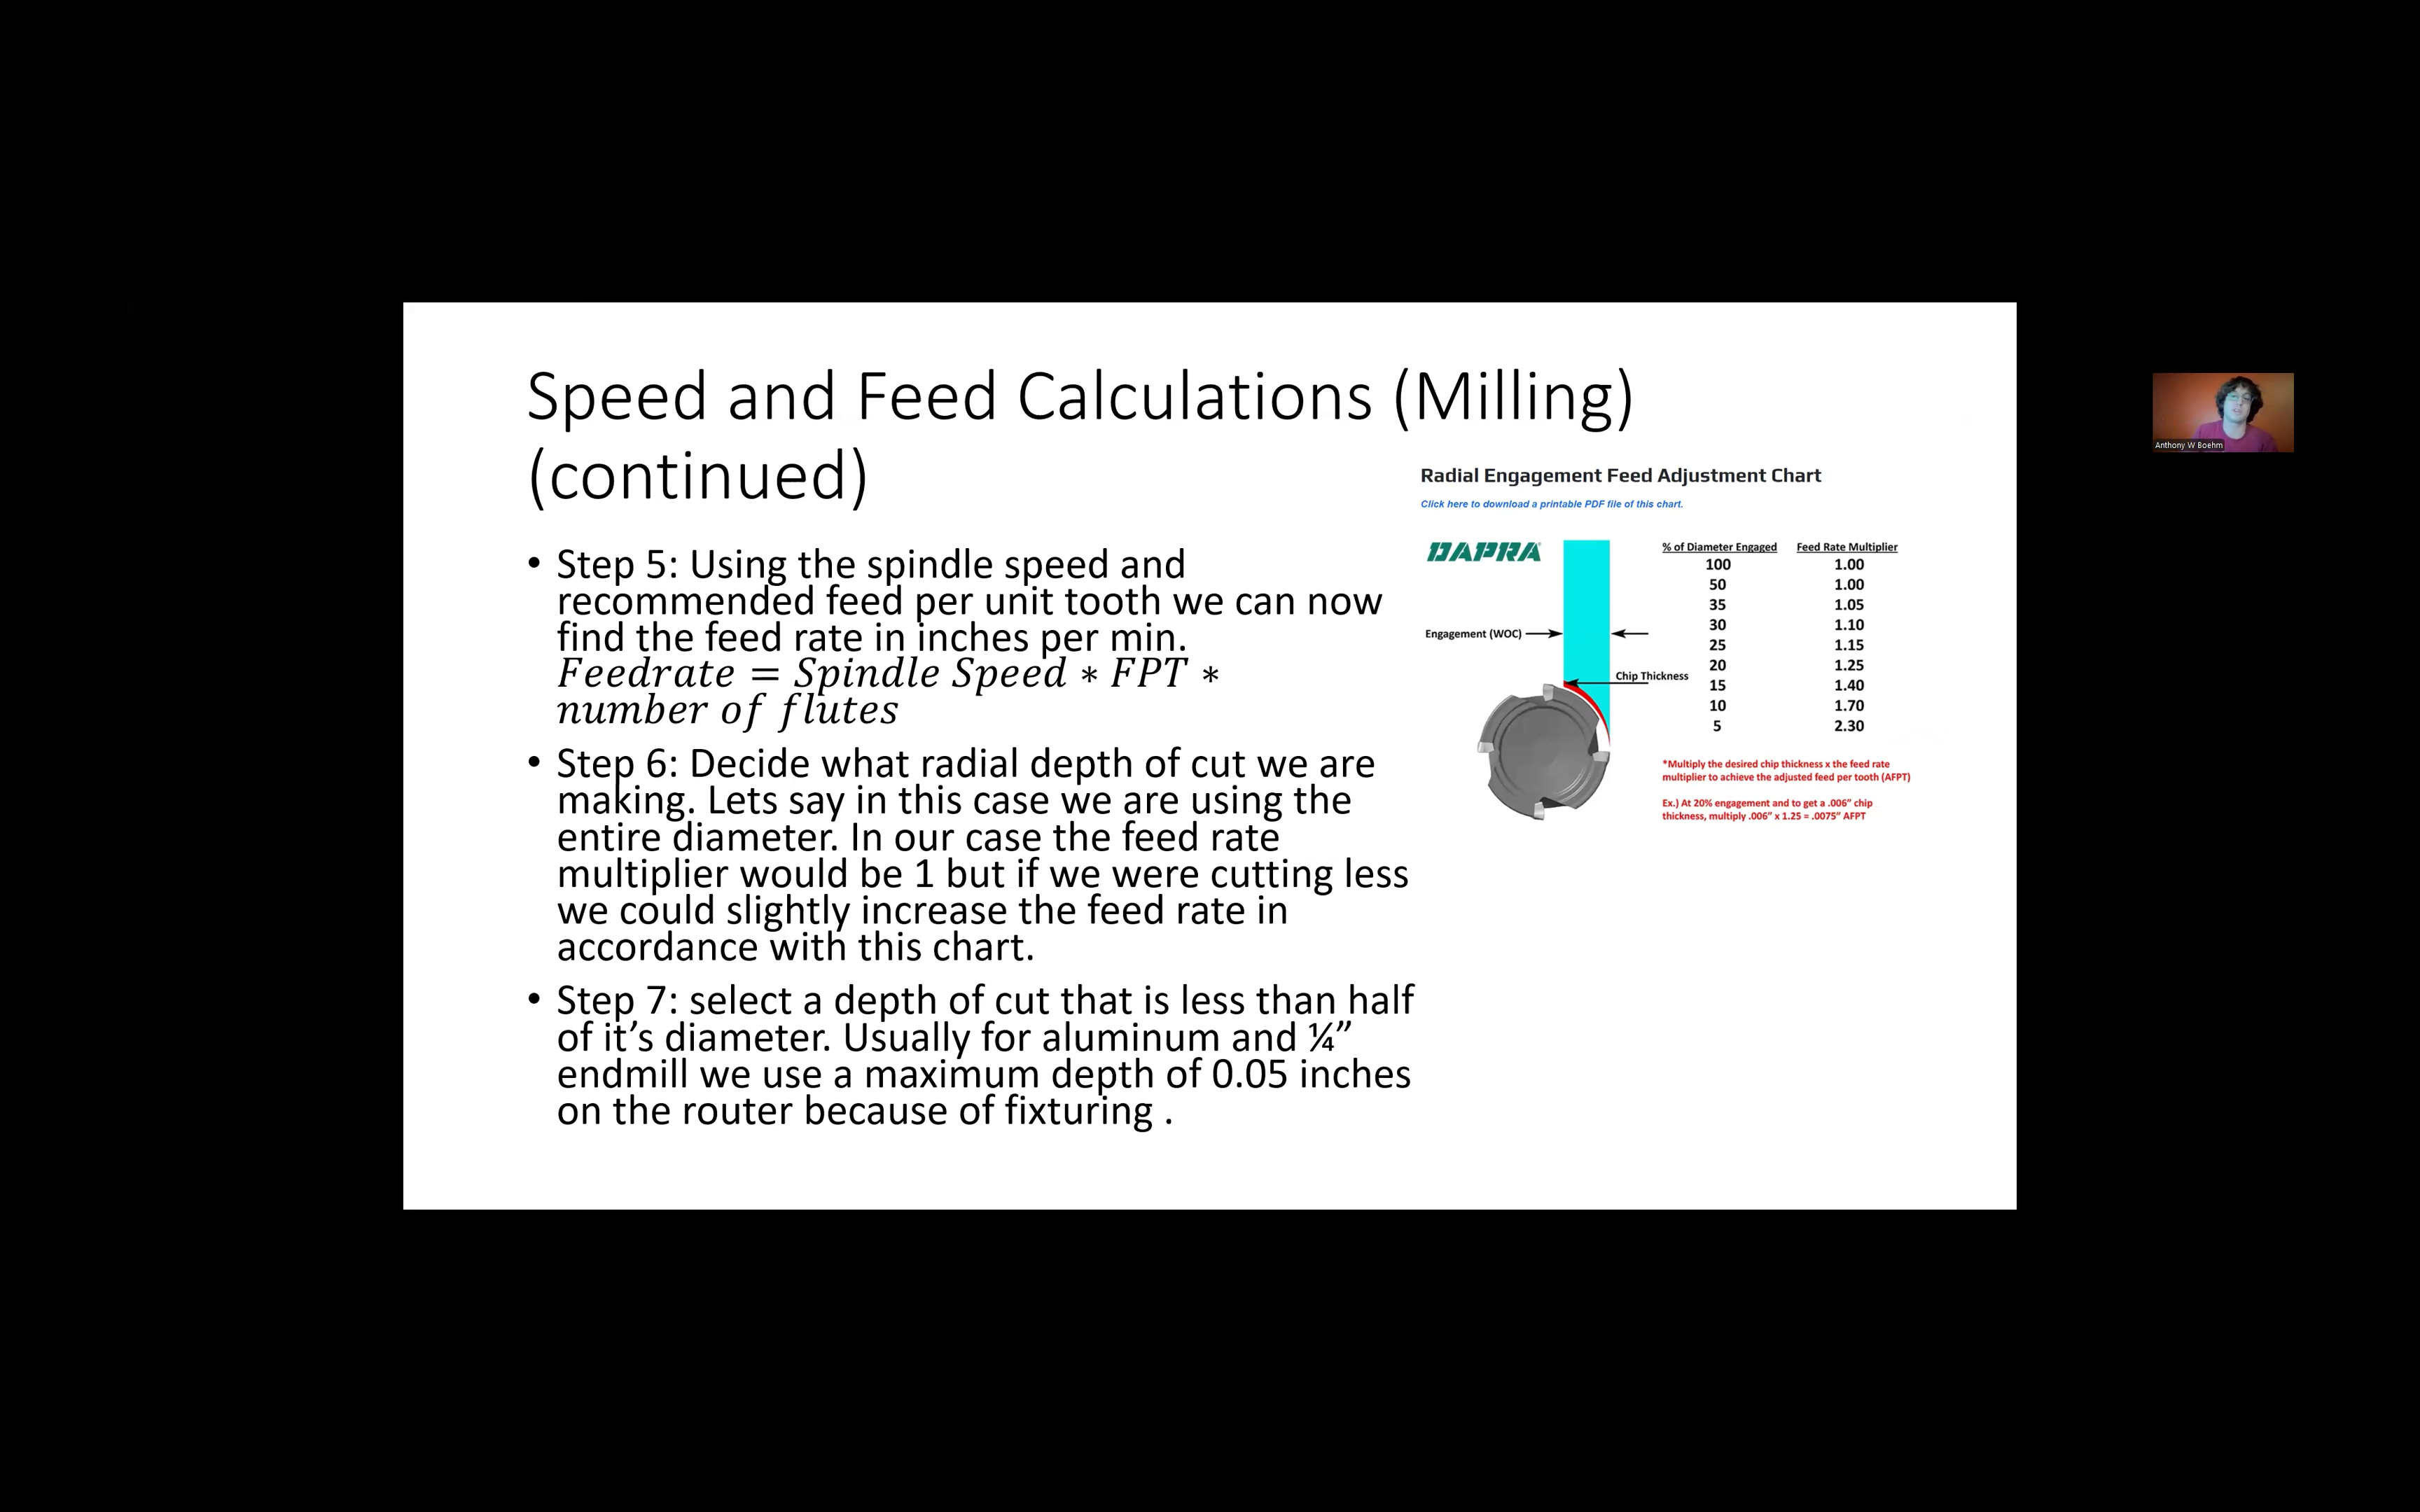 Speed and Feed Calculations (Milling)
(continued)
• Step 5: Using the spindle speed and
recommended feed per unit tooth we can now
find the feed rate in inches per min.
Feedrate = Spindle Speed ∗ FPT ∗
number of flutes
• Step 6: Decide what radial depth of cut we are
making. Lets say in this case we are using the
entire diameter. In our case the feed rate
multiplier would be 1 but if we were cutting less
we could slightly increase the feed rate in
accordance with this chart.
• Step 7: select a depth of cut that is less than half
of it’s diameter. Usually for aluminum and ¼”
endmill we use a maximum depth of 0.05 inches
on the router because of fixturing .
Radial Engagement Feed Adjustment Chart
Click here to download a printable PDF file of this chart.
DAPRA
Engagement (WOC)
Chip Thickness
% of Diameter Engaged Feed Rate Multiplier
100 1.00
50 1.00
35 1.05
30 1.10
25 1.15
20 1.25
15 1.40
10 1.70
5 2.30
*Multiply the desired chip thickness x the feed rate
multiplier to achieve the adjusted feed per tooth (AFPT)
Ex.) At 20% engagement and to get a .006” chip
thickness, multiply .006” x 1.25 = .0075” AFPT
Anthony W Boehm